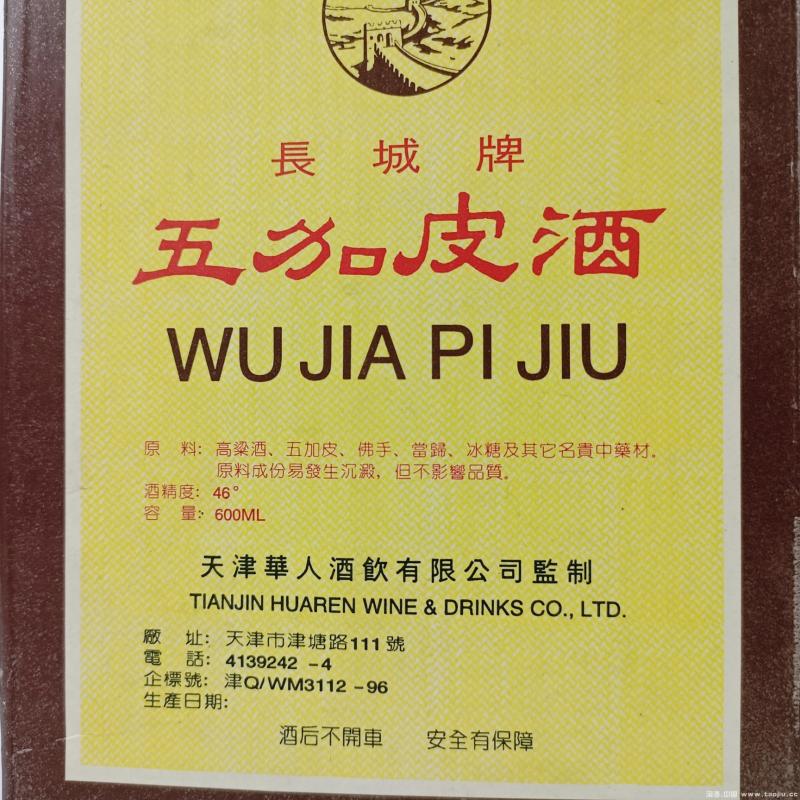 長城牌
五加皮酒
WU JIA PI JIU
原 料: 高粱酒、五加皮、佛手、當歸、冰糖及其它名貴中藥材。
原料成份易發生沉澱, 但不影響品質。
酒精度: 46°
容 量: 600ML
天津華人酒飲有限公司監制
TIANJIN HUAREN WINE & DRINKS CO., LTD.
廠 址: 天津市津塘路111號
電 話: 4139242 -4
企標號: 津Q/WM3112 -96
生產日期:
酒后不開車 安全有保障
www.taojiu.cc